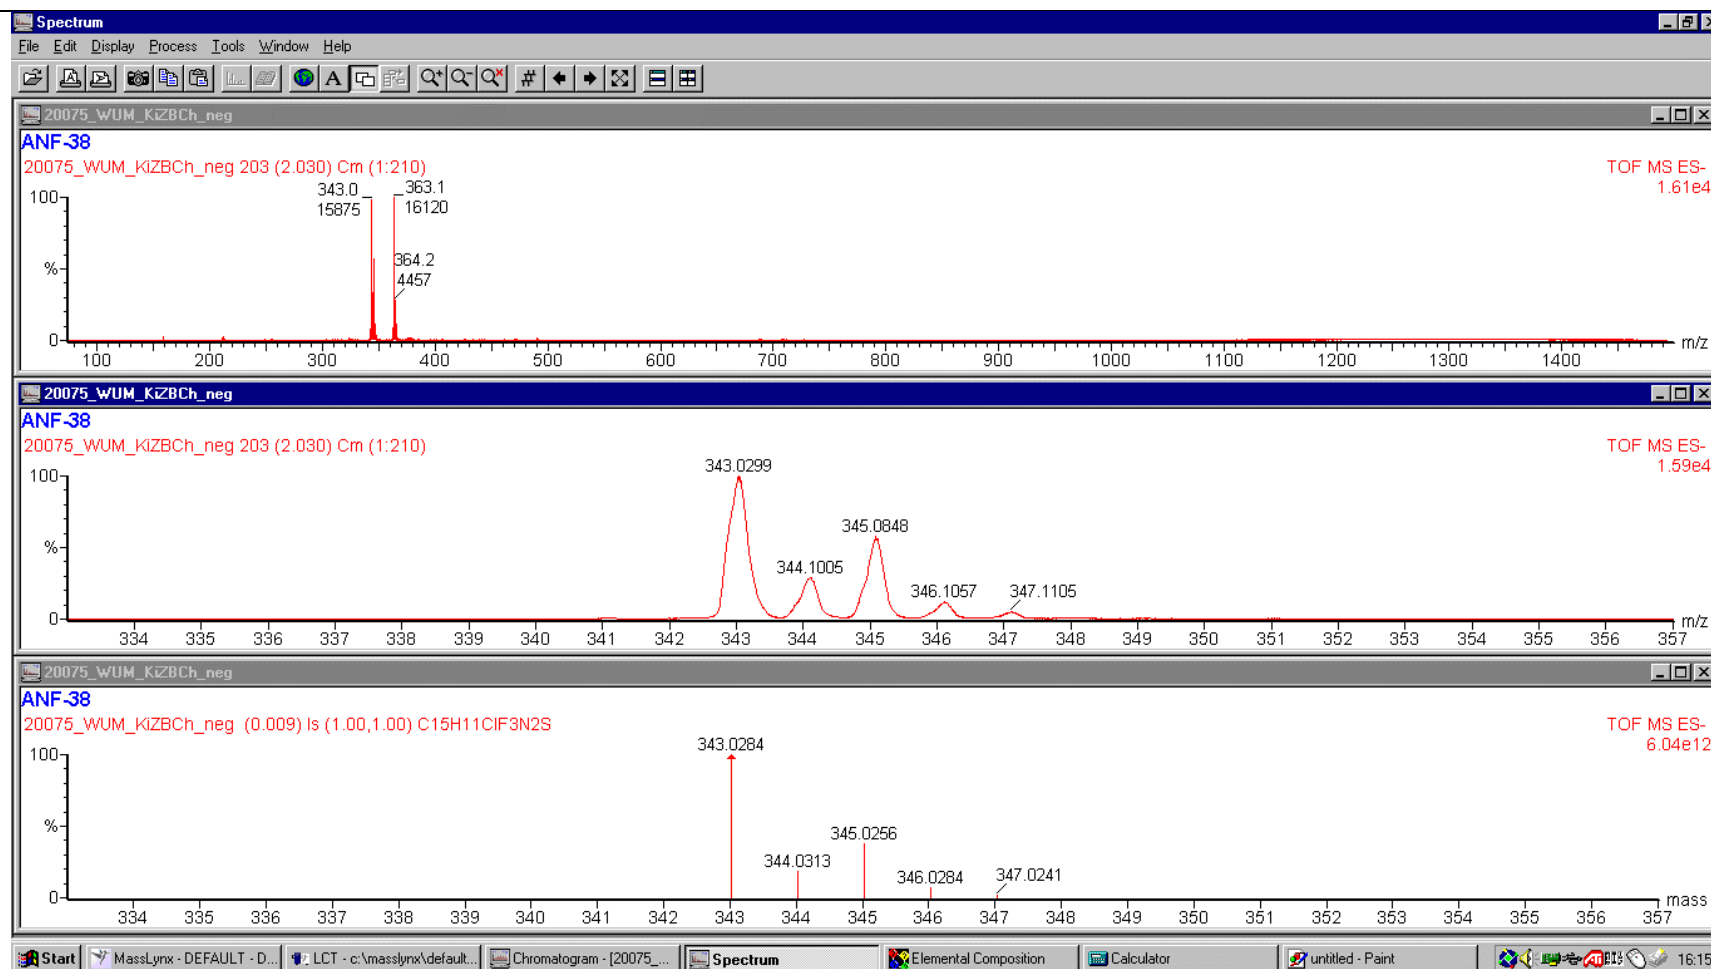 Spectrum
File Edit Display Process Tools Window Help
20075_WUM_KiZBCh_neg
ANF-38
20075_WUM_KiZBCh_neg 203 (2.030) Cm (1:210)
TOF MS ES-
1.61e4
343.0
15875
363.1
16120
364.2
4457
100
%
0
100 200 300 400 500 600 700 800 900 1000 1100 1200 1300 1400
m/z
20075_WUM_KiZBCh_neg
ANF-38
20075_WUM_KiZBCh_neg 203 (2.030) Cm (1:210)
TOF MS ES-
1.59e4
343.0299
344.1005
345.0848
346.1057
347.1105
100
%
0
334 335 336 337 338 339 340 341 342 343 344 345 346 347 348 349 350 351 352 353 354 355 356 357
m/z
20075_WUM_KiZBCh_neg
ANF-38
20075_WUM_KiZBCh_neg (0.009) Is (1.00,1.00) C15H11ClF3N2S
TOF MS ES-
6.04e12
343.0284
344.0313
345.0256
346.0284
347.0241
100
%
0
334 335 336 337 338 339 340 341 342 343 344 345 346 347 348 349 350 351 352 353 354 355 356 357
mass
Start MassLynx - DEFAULT - D... LCT - c:\masslynx\default... Chromatogram - [20075_... Spectrum Elemental Composition Calculator untitled - Paint 16:15